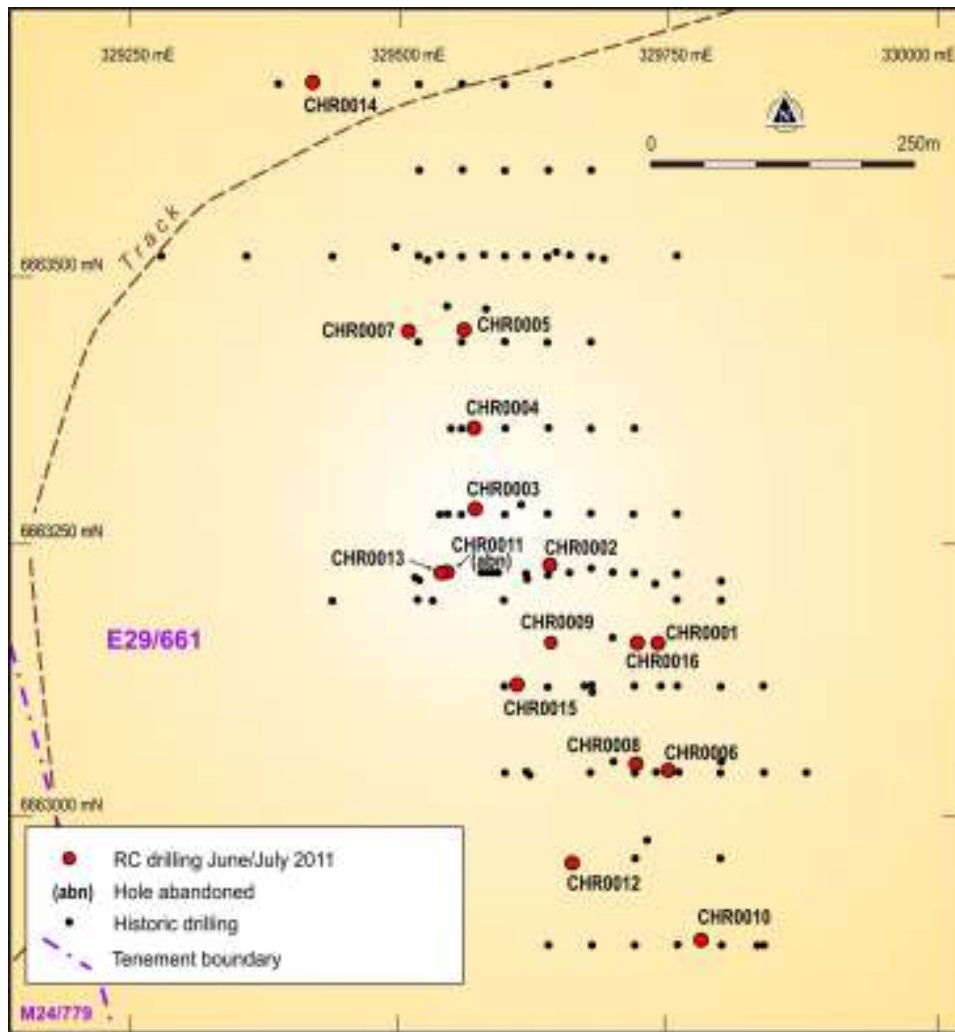 329250 mE 329500 mE 329750 mE 330000 mE
CHR0014
N
0 250m
Track
6663500 mN
CHR0007 CHR0005
CHR0004
CHR0003
6663250 mN
CHR0013 CHR0011 CHR0002
(abn)
CHR0009 CHR0001
E29/661
CHR0016
CHR0015
CHR0008 CHR0006
6663000 mN
RC drilling June/July 2011
(abn) Hole abandoned
CHR0012
Historic drilling
CHR0010
Tenement boundary
M24/779